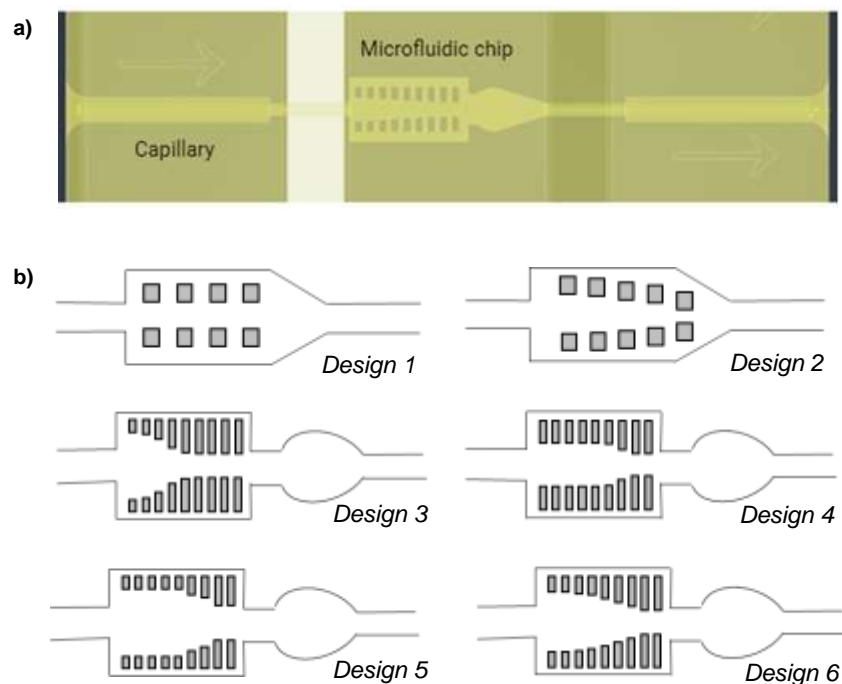 a)
Microfluidic chip
Capillary
b)
Design 1
Design 2
Design 3
Design 4
Design 5
Design 6